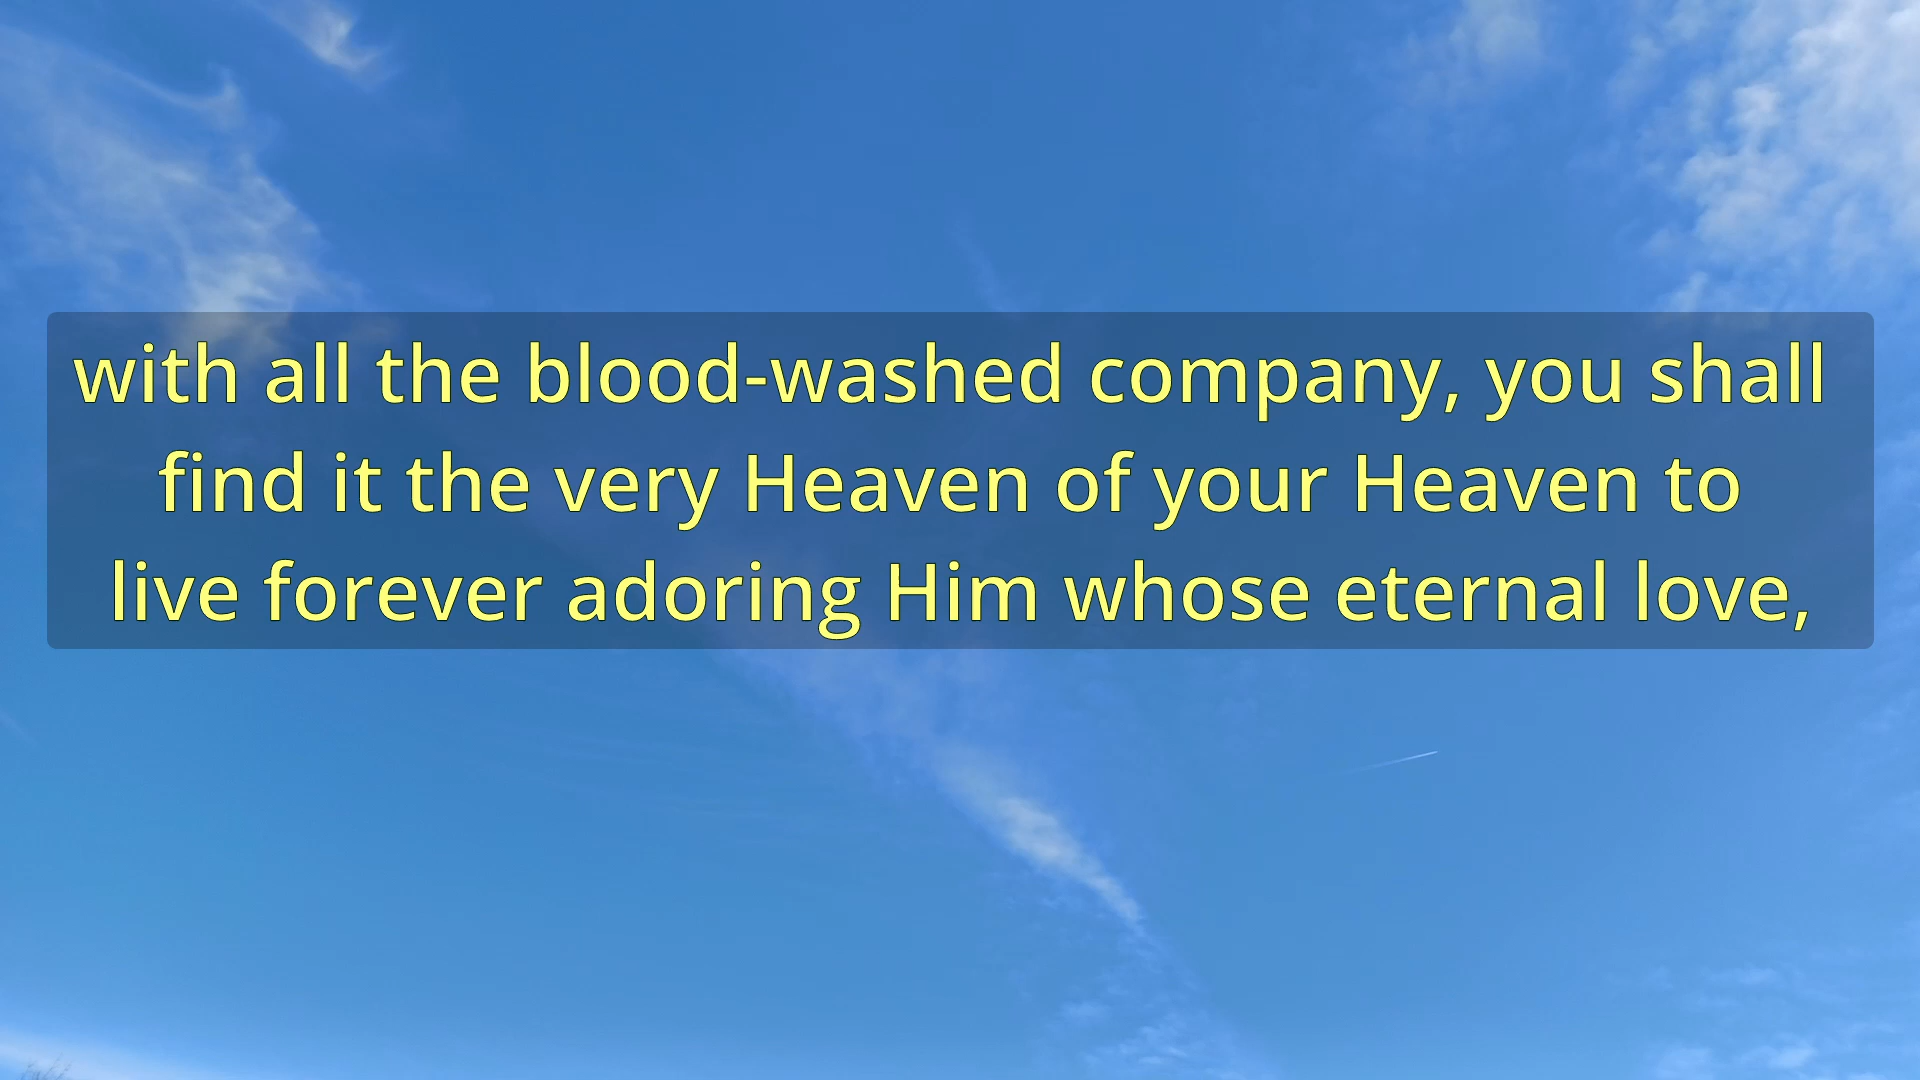 with all the blood-washed company, you shall
find it the very Heaven of your Heaven to
live forever adoring Him whose eternal love,